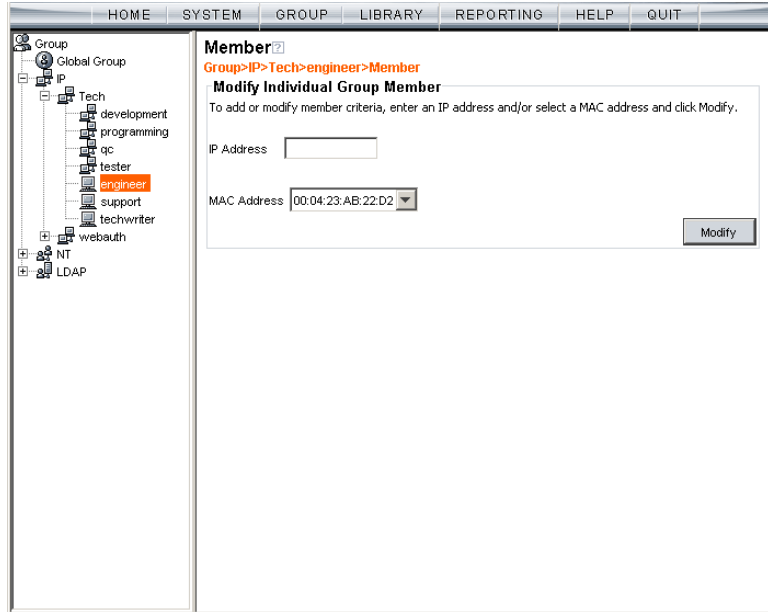 HOME SYSTEM GROUP LIBRARY REPORTING HELP QUIT
Group
Global Group
IP
Tech
development
programming
qc
tester
engineer
support
techwriter
webauth
NT
LDAP
Member?
Group>IP>Tech>engineer>Member
Modify Individual Group Member
To add or modify member criteria, enter an IP address and/or select a MAC address and click Modify.
IP Address
MAC Address 00:04:23:AB:22:D2
Modify